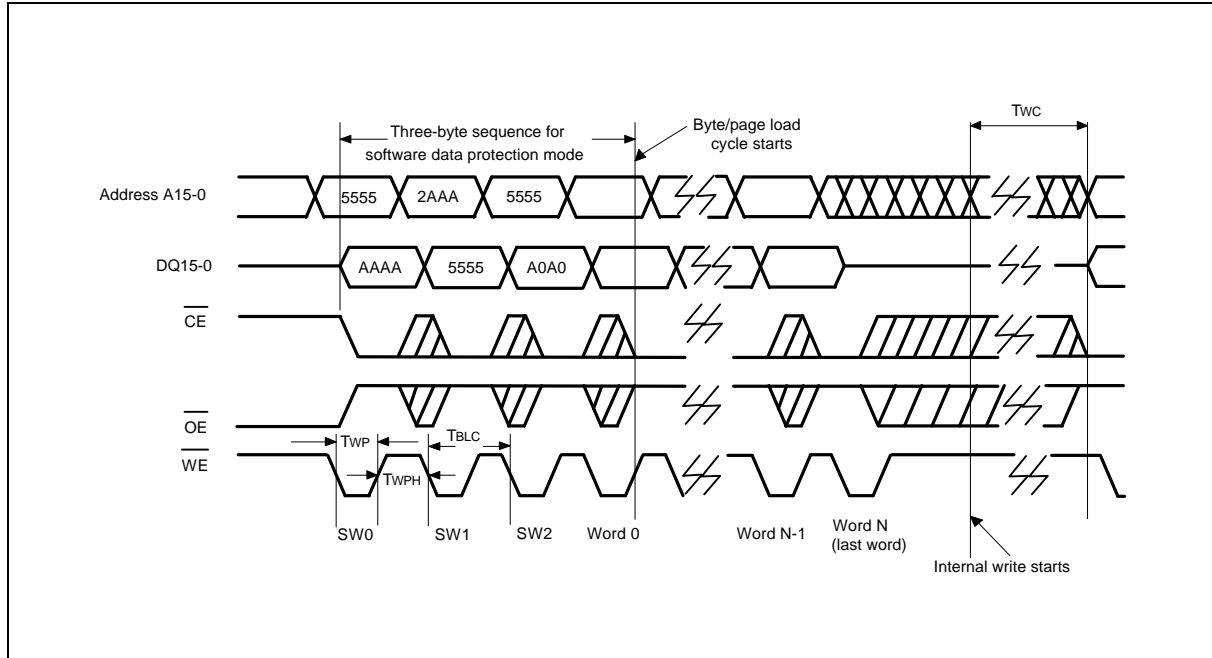 TWC
Three-byte sequence for
software data protection mode
Byte/page load
cycle starts
Address A15-0
5555
2AAA
5555
DQ15-0
AAAA
5555
A0A0
CE
OE
TWP
TBLC
WE
TWPH
SW0
SW1
SW2
Word 0
Word N-1
Word N
(last word)
Internal write starts